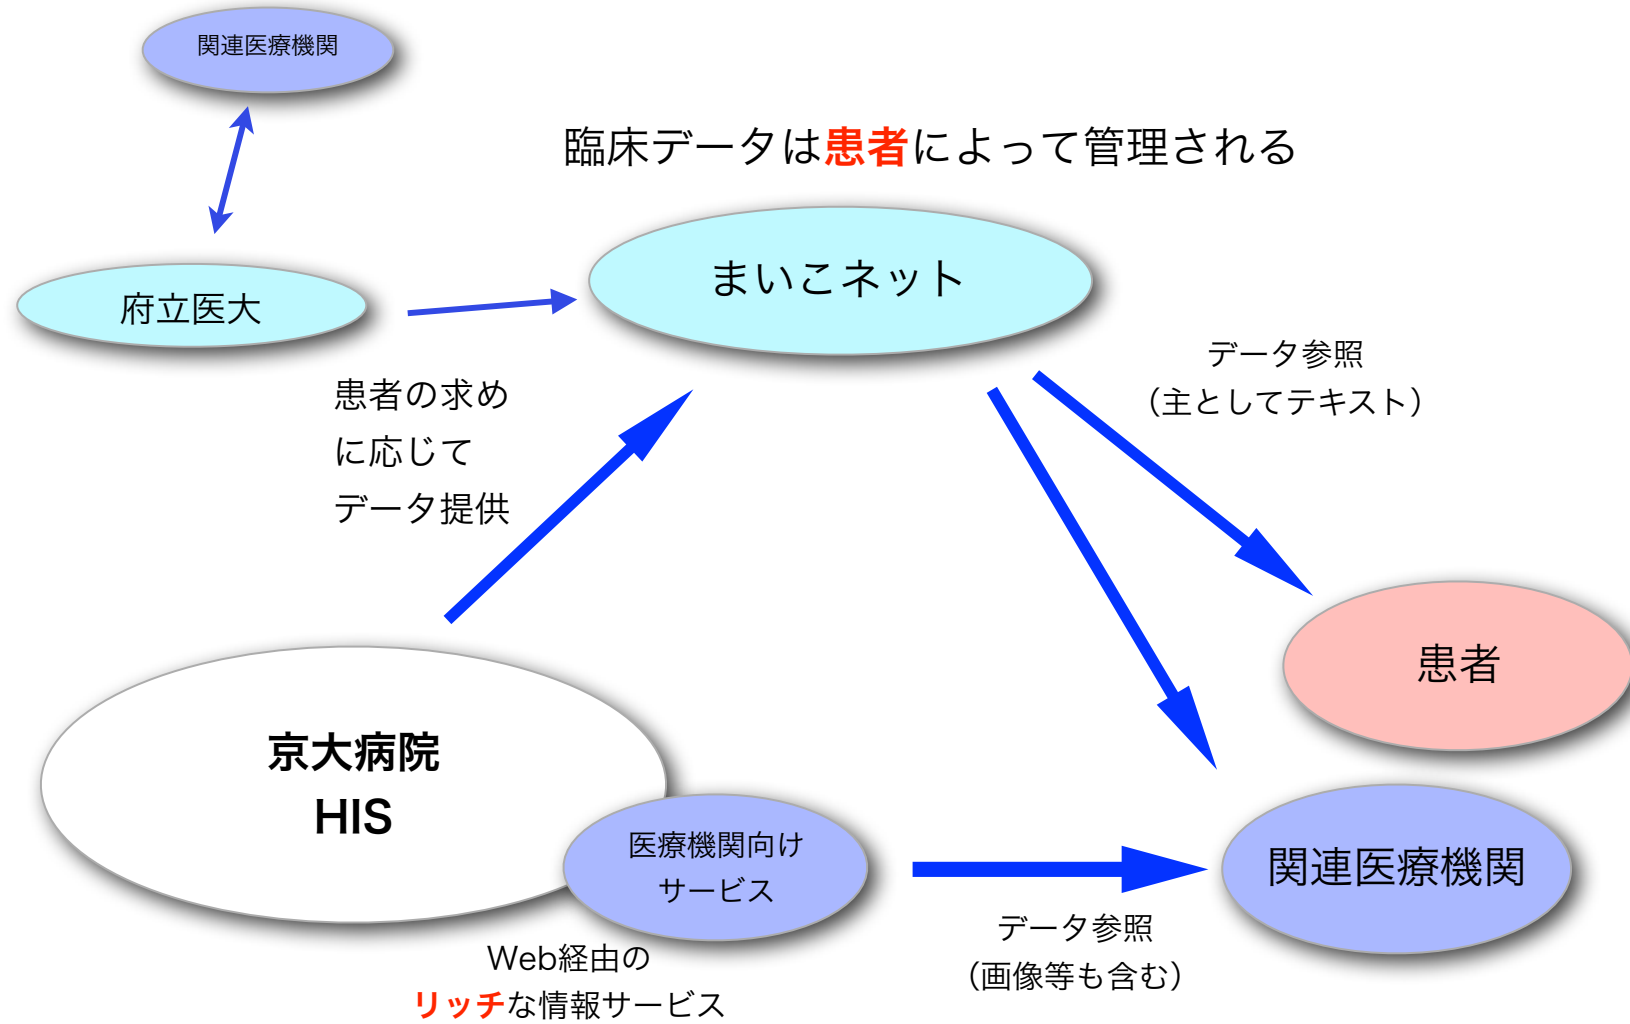 関連医療機関
臨床データは患者によって管理される
まいこネット
府立医大
データ参照
（主としてテキスト）
患者の求め
に応じて
データ提供
患者
京大病院
HIS
医療機関向け
サービス
関連医療機関
データ参照
（画像等も含む）
Web経由の
リッチな情報サービス